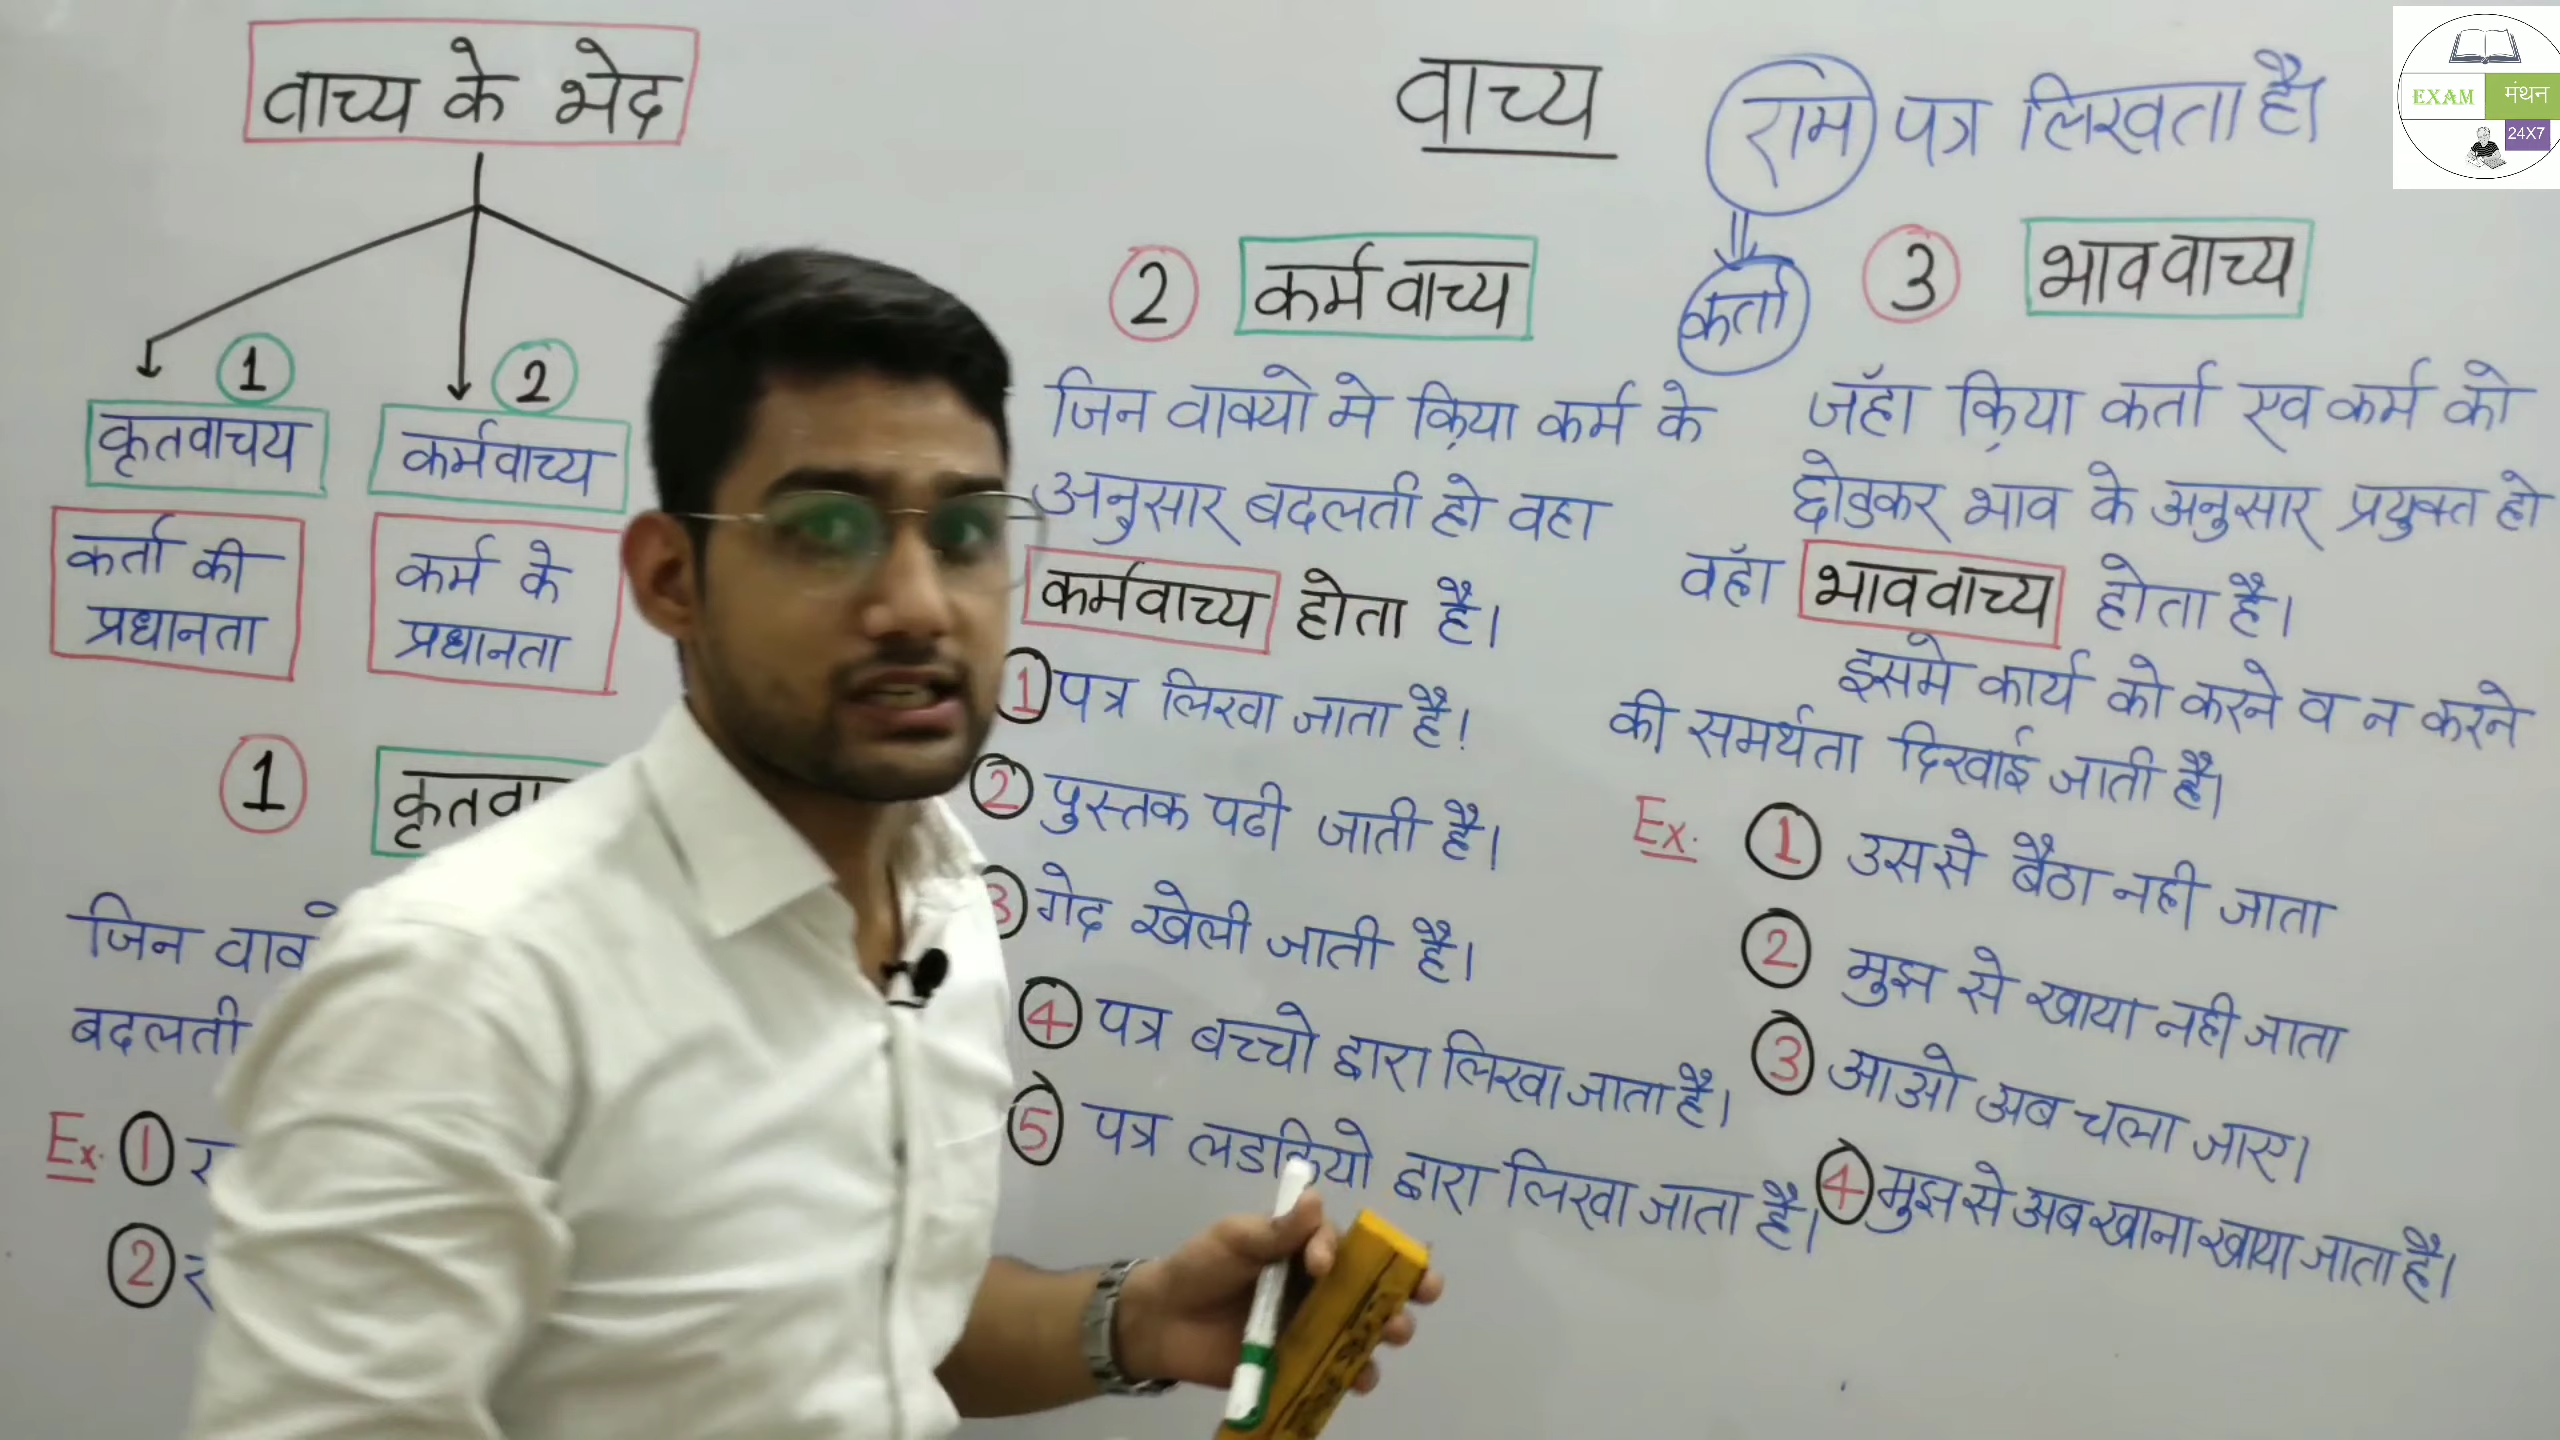 वाच्य के भेद
1
कृतवाचय
कर्ता की
प्रधानता
2
कर्मवाच्य
कर्म के
प्रधानता
1
जिन
बदलती
Ex. 1
2
वाच्य
राम पत्र लिखता है।
कर्ता
2 कर्मवाच्य
जिन वाक्यो मे क़िया कर्म के
अनुसार बदलती हो वहा
कर्मवाच्य होता है।
1 पत्र लिखा जाता है!
2 पुस्तक पढी जाती है।
3 गेद खेली जाती है।
4 पत्र बच्चो द्वारा लिखा जाता है।
5 पत्र लडकियो द्वारा लिखा जाता है।
3 भाववाच्य
जॅहा क़िया कर्ता एव कर्म को
छोडकर भाव के अनुसार प्रयुक्त हो
वॅहा भाववाच्य होता है।
इसमे कार्य को करने व न करने
की समर्थता दिखाई जाती है।
Ex. 1 उससे बैठा नही जाता
2 मुझ से खाया नही जाता
3 आओ अब चला जाए।
4 मुझ से अब खाना खाया जाता है।
EXAM मंथन
24X7